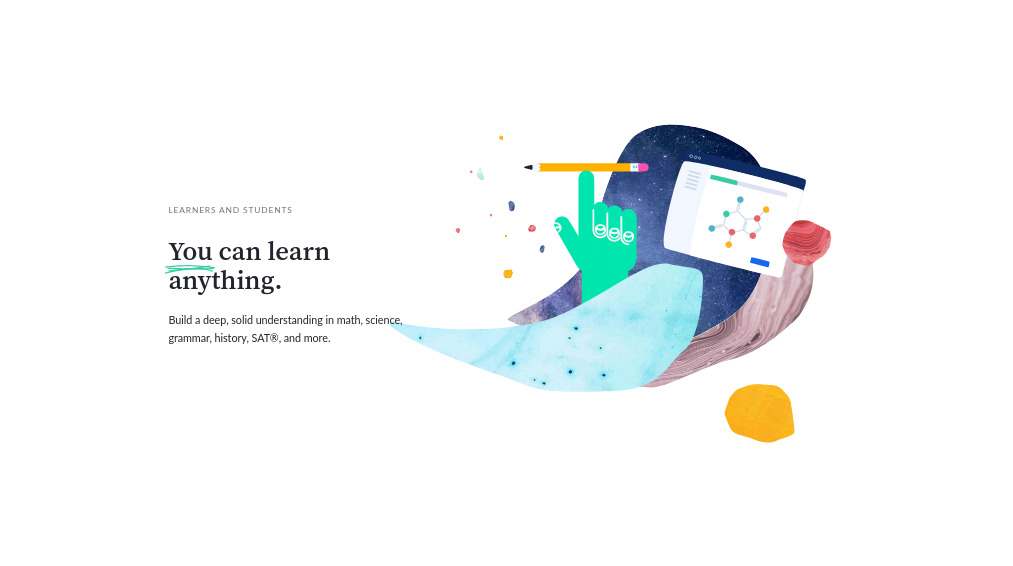 LEARNERS AND STUDENTS
You can learn
anything.
Build a deep, solid understanding in math, science,
grammar, history, SAT®, and more.